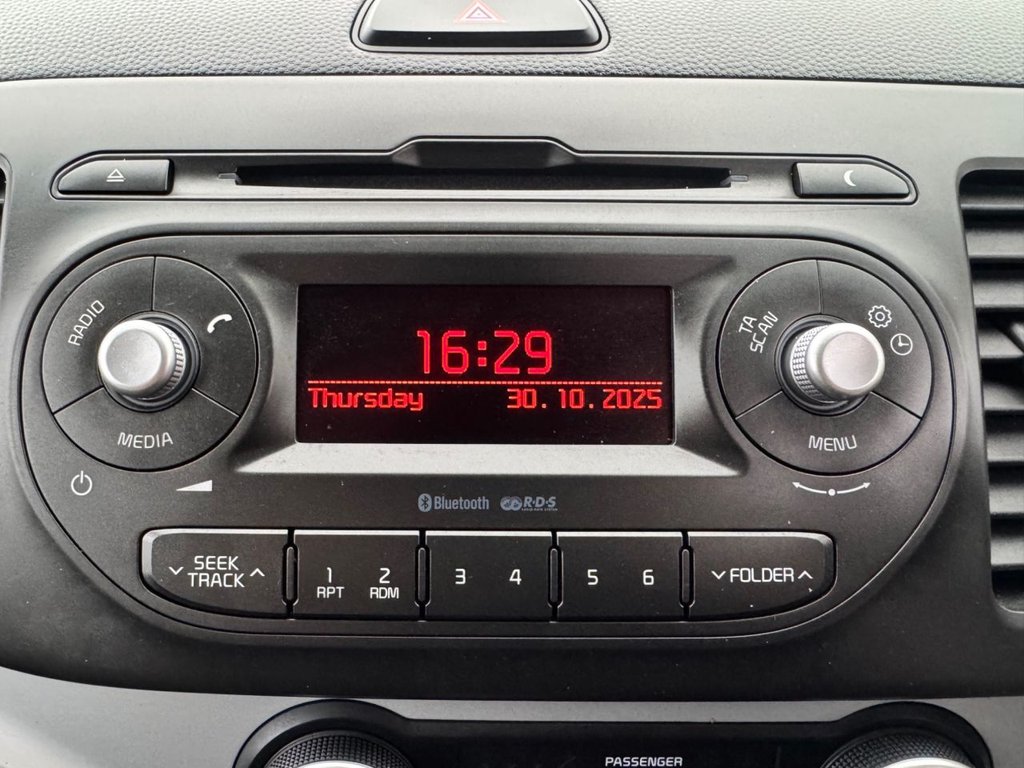 RADIO
MEDIA
16:29
Thursday 30.10.2025
TA
SCAN
MENU
Bluetooth R·D·S
SEEK
TRACK
1 2
RPT RDM
3 4
5 6
FOLDER
PASSENGER